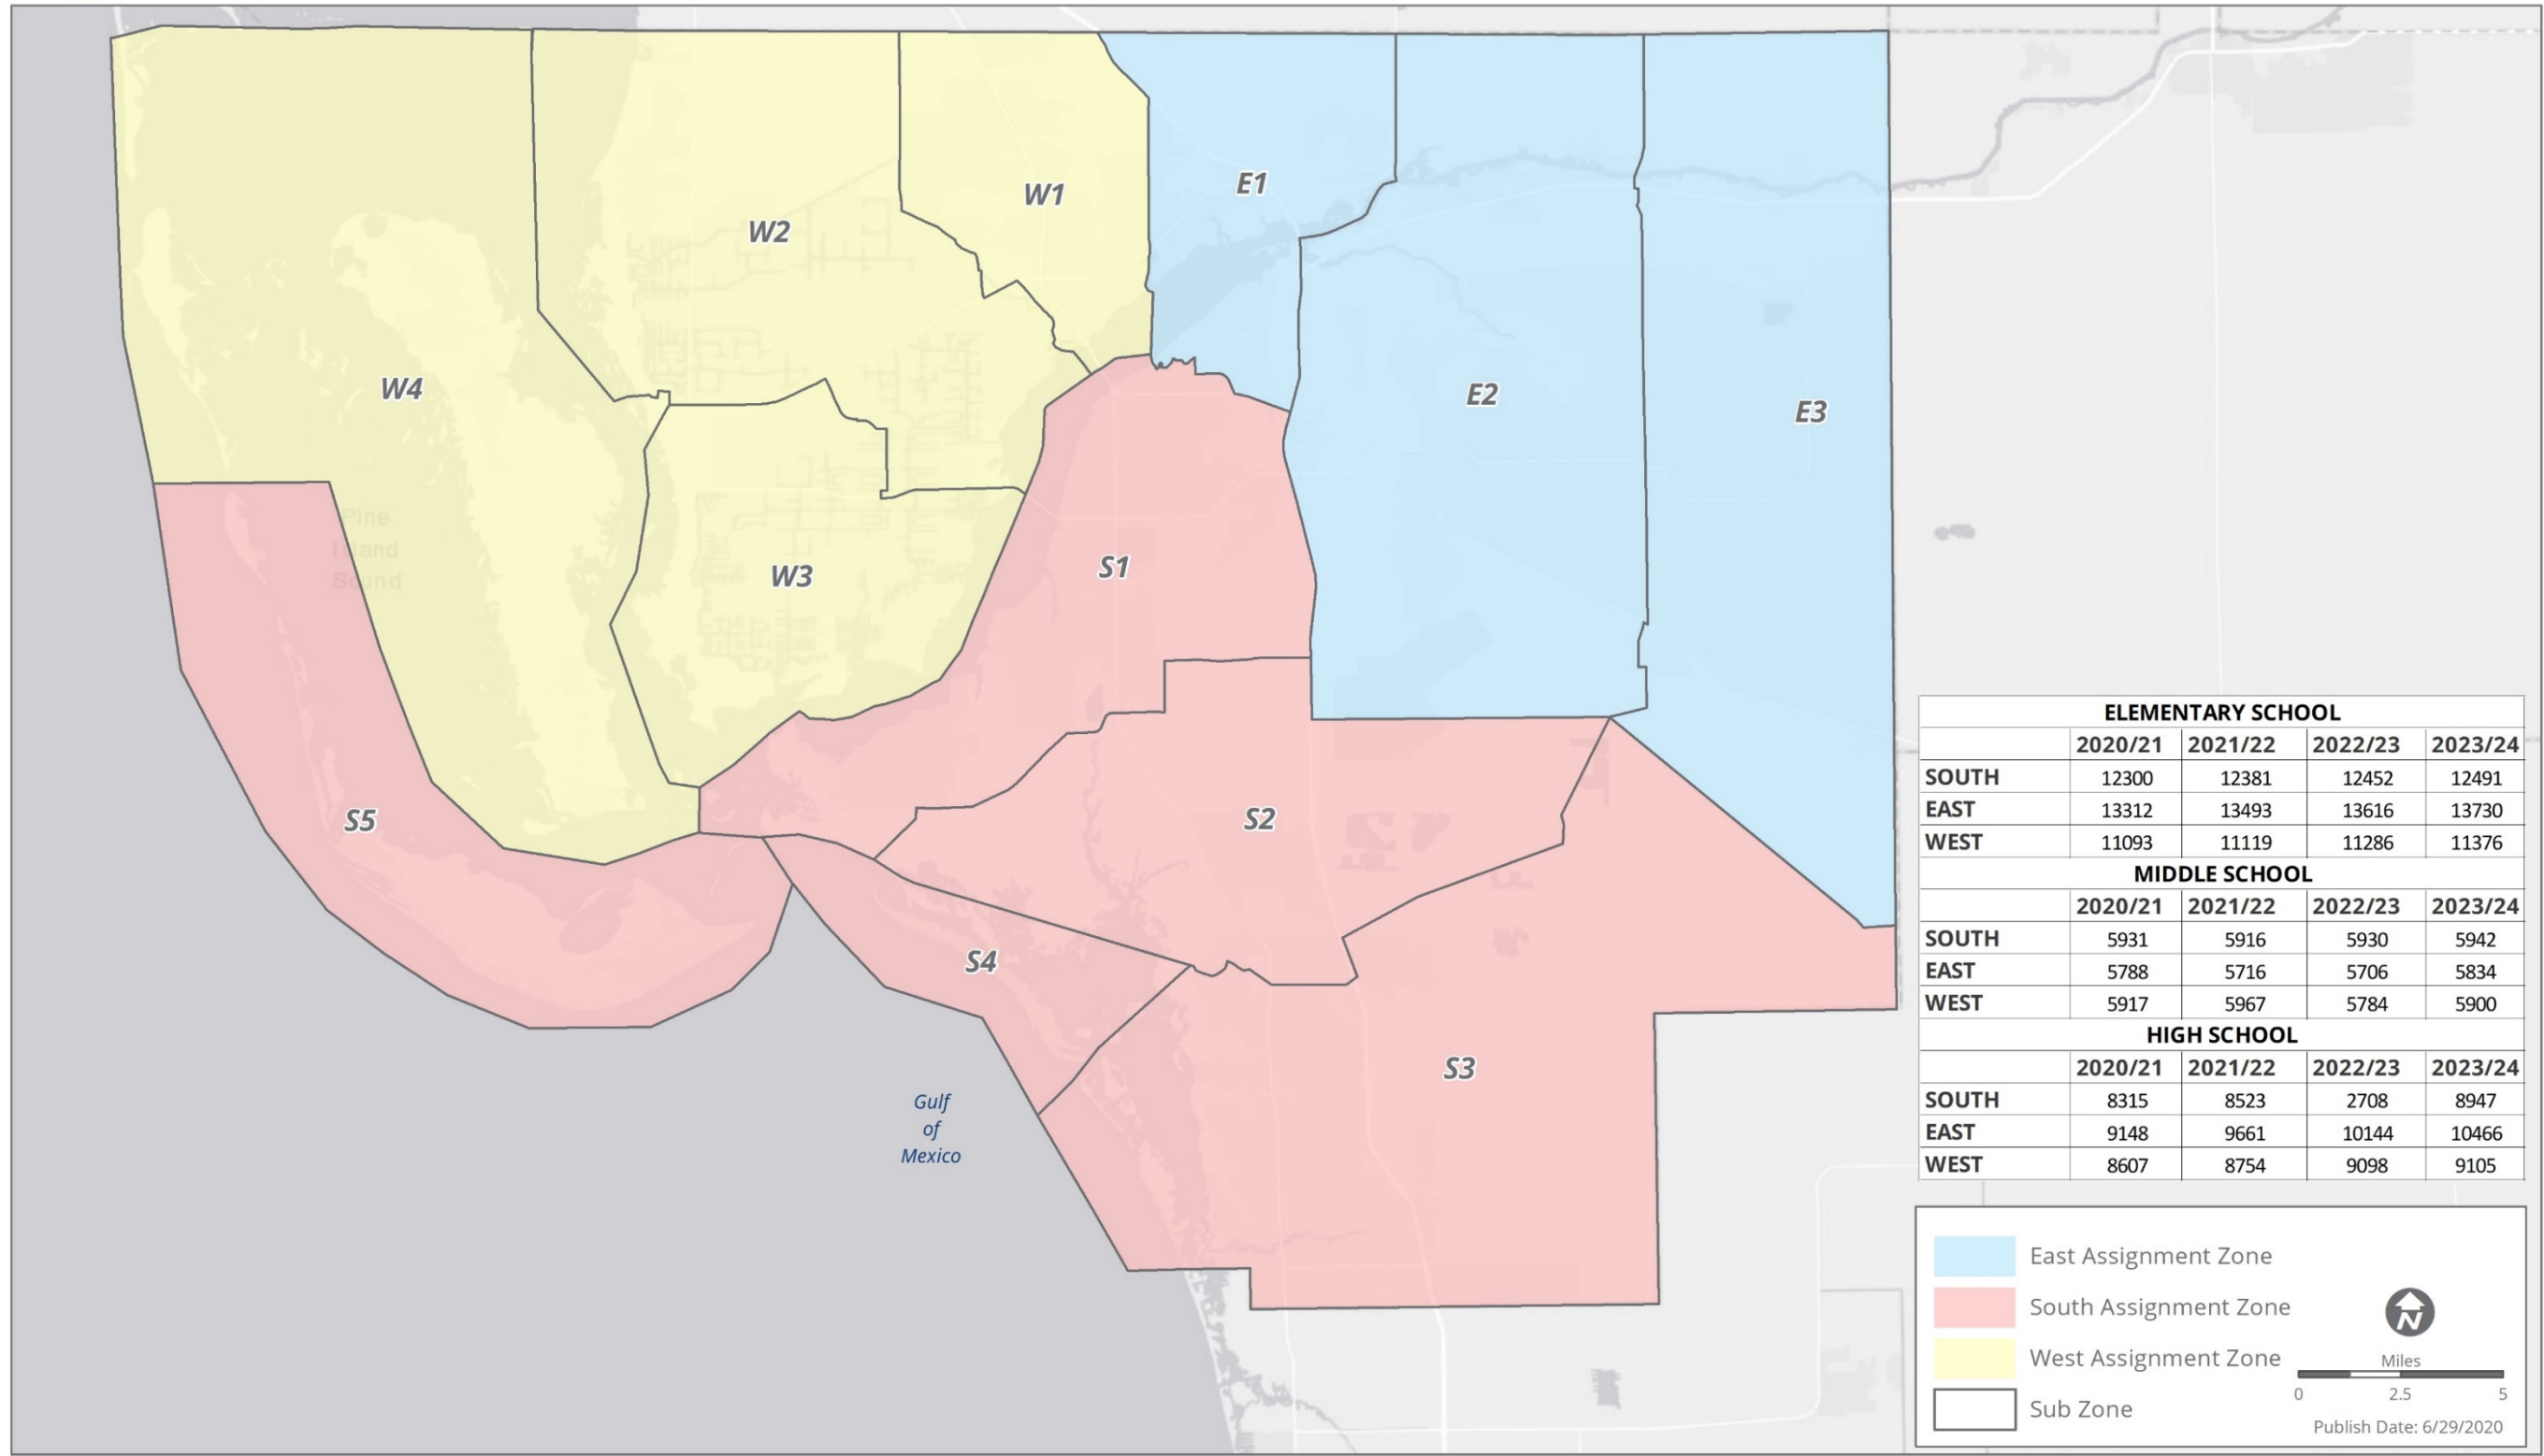 W1
E1
W2
W4
E2
E3
Pine
Island
Sound
S1
W3
S5
S2
S4
S3
Gulf
of
Mexico
ELEMENTARY SCHOOL
2020/21 2021/22 2022/23 2023/24
SOUTH 12300 12381 12452 12491
EAST 13312 13493 13616 13730
WEST 11093 11119 11286 11376
MIDDLE SCHOOL
2020/21 2021/22 2022/23 2023/24
SOUTH 5931 5916 5930 5942
EAST 5788 5716 5706 5834
WEST 5917 5967 5784 5900
HIGH SCHOOL
2020/21 2021/22 2022/23 2023/24
SOUTH 8315 8523 2708 8947
EAST 9148 9661 10144 10466
WEST 8607 8754 9098 9105
East Assignment Zone
South Assignment Zone
West Assignment Zone
Sub Zone
N
Miles
0 2.5 5
Publish Date: 6/29/2020